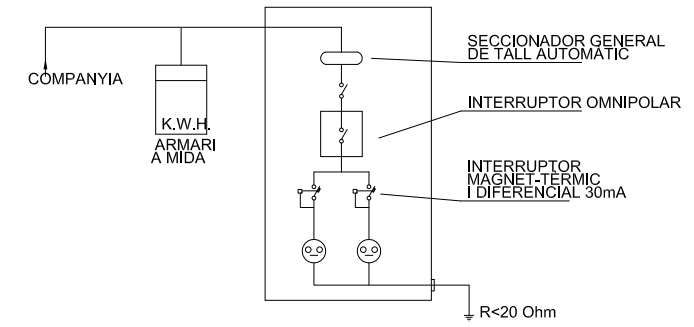 SECCIONADOR GENERAL
DE TALL AUTOMÀTIC
COMPANYIA
INTERRUPTOR OMNIPOLAR
K.W.H.
ARMARI
A MIDA
INTERRUPTOR
MAGNET-TÈRMIC
I DIFERENCIAL 30mA
R<20 Ohm